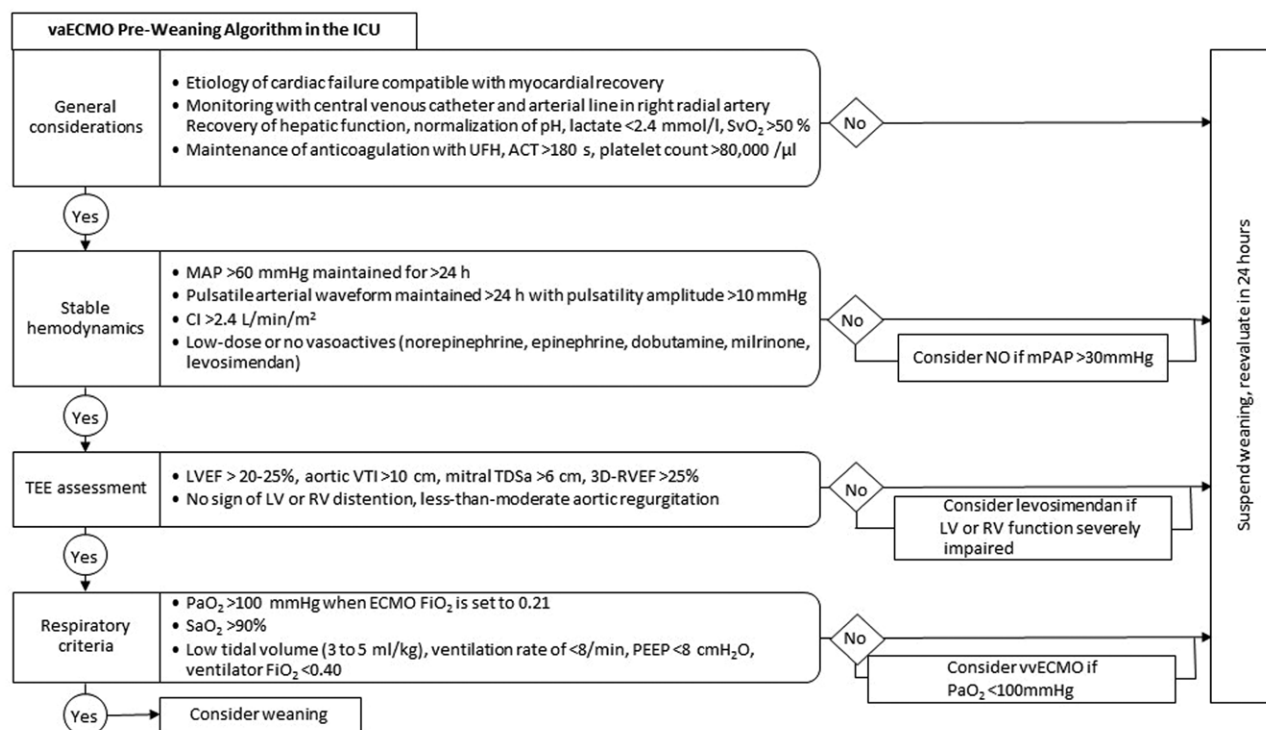 vaECMO Pre-Weaning Algorithm in the ICU
General
considerations
• Etiology of cardiac failure compatible with myocardial recovery
• Monitoring with central venous catheter and arterial line in right radial artery
Recovery of hepatic function, normalization of pH, lactate <2.4 mmol/l, SvO₂ >50 %
• Maintenance of anticoagulation with UFH, ACT >180 s, platelet count >80,000 /µl
No
Yes
Stable
hemodynamics
• MAP >60 mmHg maintained for >24 h
• Pulsatile arterial waveform maintained >24 h with pulsatility amplitude >10 mmHg
• CI >2.4 L/min/m²
• Low-dose or no vasoactives (norepinephrine, epinephrine, dobutamine, milrinone,
levosimendan)
No
Consider NO if mPAP >30mmHg
Yes
TEE assessment
• LVEF > 20-25%, aortic VTI >10 cm, mitral TDSa >6 cm, 3D-RVEF >25%
• No sign of LV or RV distention, less-than-moderate aortic regurgitation
No
Consider levosimendan if
LV or RV function severely
impaired
Yes
Respiratory
criteria
• PaO₂ >100 mmHg when ECMO FiO₂ is set to 0.21
• SaO₂ >90%
• Low tidal volume (3 to 5 ml/kg), ventilation rate of <8/min, PEEP <8 cmH₂O,
ventilator FiO₂ <0.40
No
Consider vvECMO if
PaO₂ <100mmHg
Yes
Consider weaning
Suspend weaning, reevaluate in 24 hours